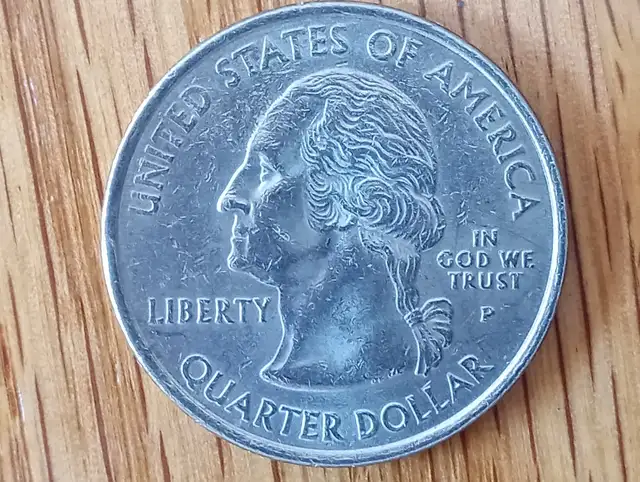 UNITED STATES OF AMERICA
LIBERTY
IN
GOD WE
TRUST
P
QUARTER DOLLAR